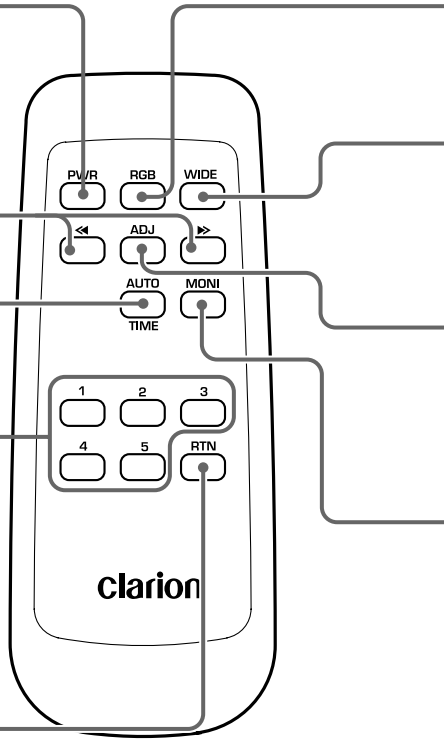 PWR RGB WIDE
ADJ
AUTO MONI
TIME
1 2 3
4 5 RTN
clarion